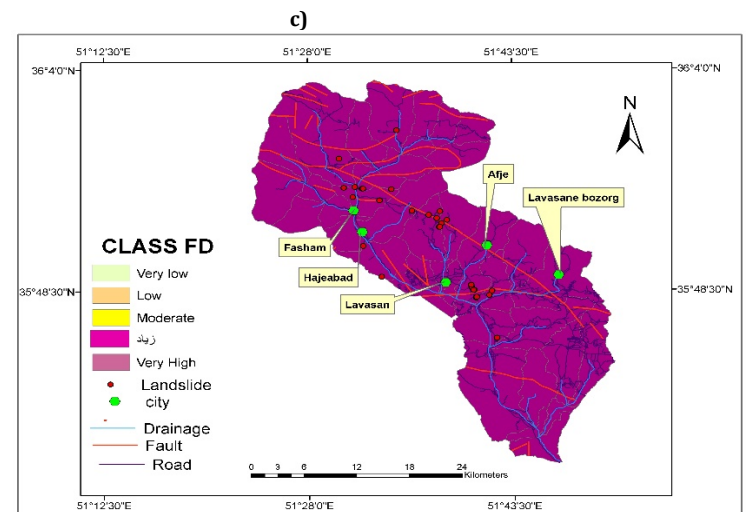 c)
51°12'30"E
51°28'0"E
51°43'30"E
36°4'0"N
36°4'0"N
N
Afje
Lavasane bozorg
Fasham
Hajeabad
Lavasan
CLASS FD
Very low
Low
Moderate
زیاد
Very High
Landslide
city
Drainage
Fault
Road
35°48'30"N
35°48'30"N
0 3 6 12 18 24
Kilometers
51°12'30"E
51°28'0"E
51°43'30"E